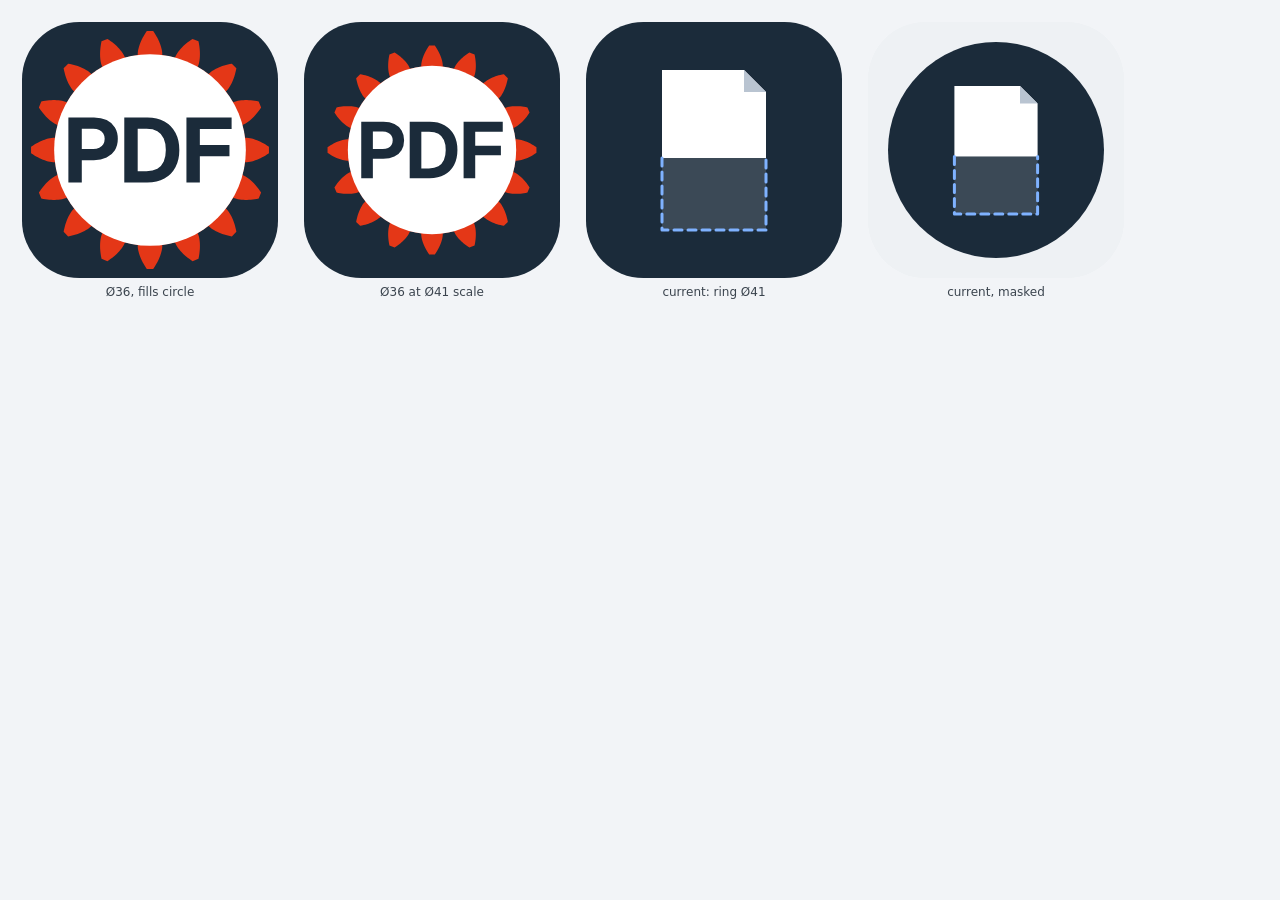 PDF
PDF
Ø36, fills circle
Ø36 at Ø41 scale
current: ring Ø41
current, masked